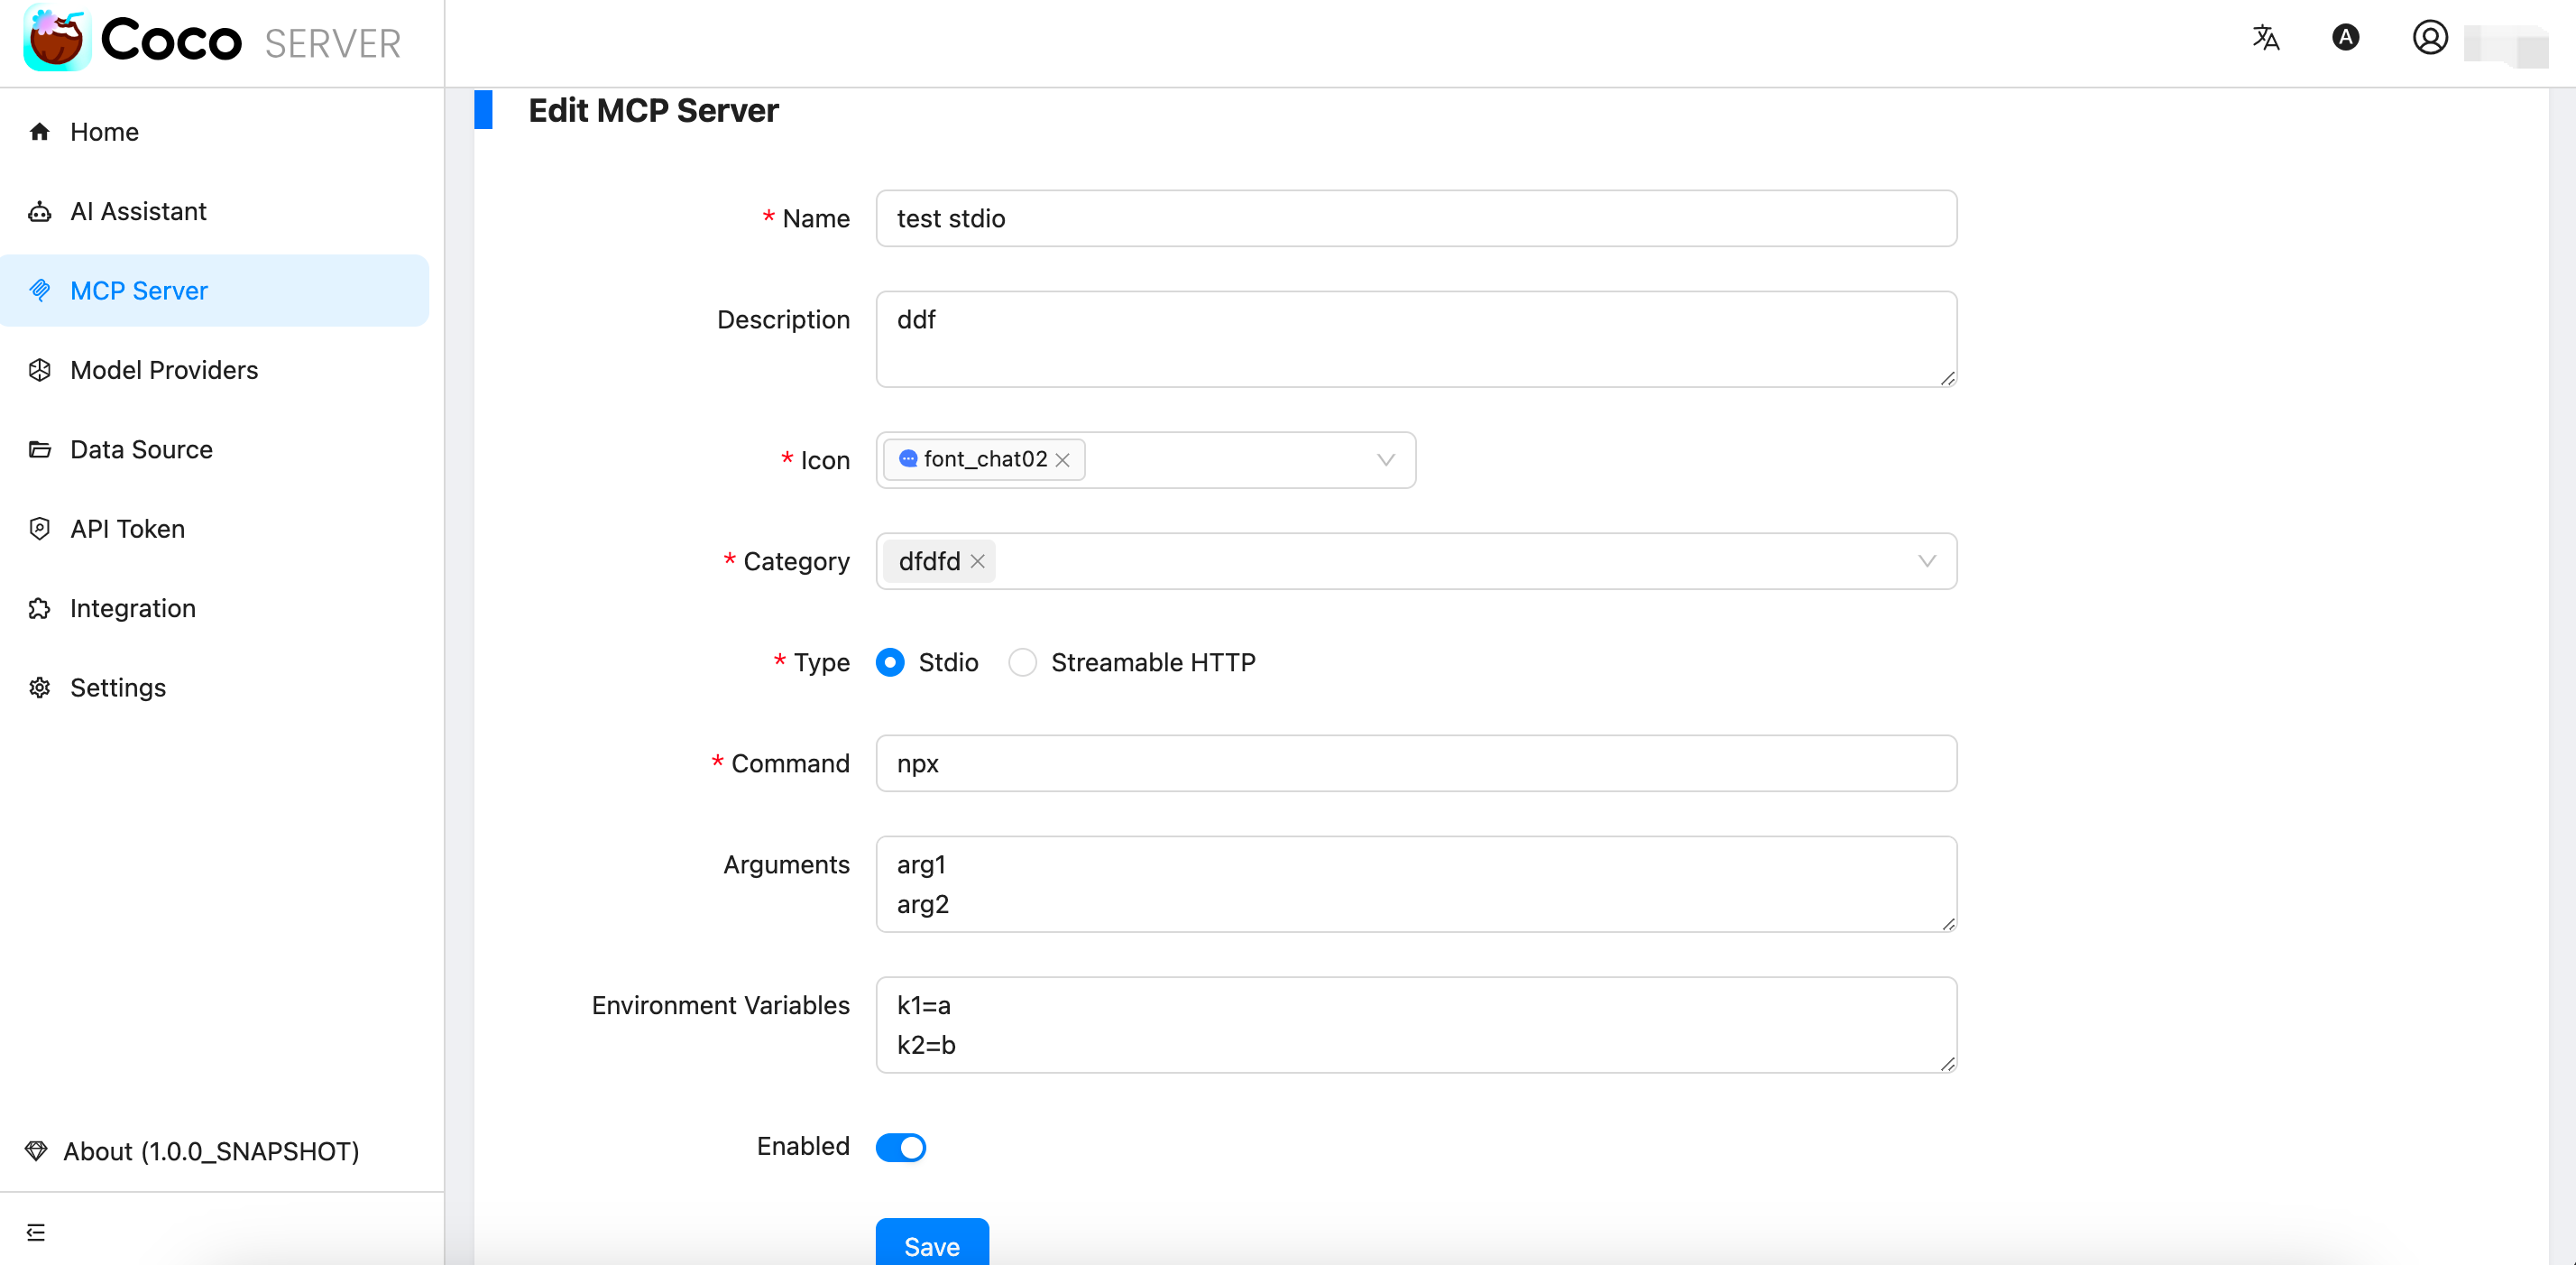 Coco SERVER
A
Home
AI Assistant
MCP Server
Model Providers
Data Source
API Token
Integration
Settings
About (1.0.0_SNAPSHOT)
Edit MCP Server
* Name
test stdio
Description
ddf
* Icon
font_chat02
* Category
dfdfd
* Type
Stdio
Streamable HTTP
* Command
npx
Arguments
arg1
arg2
Environment Variables
k1=a
k2=b
Enabled
Save